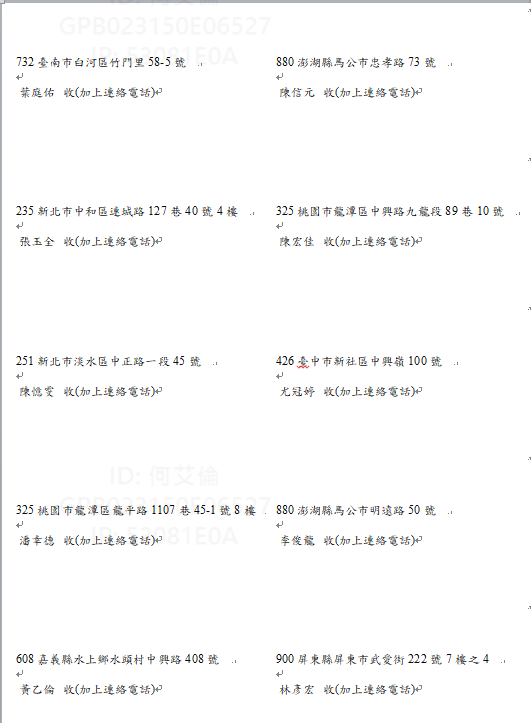 ID: 何艾倫
GPB023150E06527
732 臺南市白河區竹門里 58-5 號
葉庭佑 收(加上連絡電話)
880 澎湖縣馬公市忠孝路 73 號
陳信元 收(加上連絡電話)
235 新北市中和區連城路 127 巷 40 號 4 樓
張玉全 收(加上連絡電話)
325 桃園市龍潭區中興路九龍段 89 巷 10 號
陳宏佳 收(加上連絡電話)
251 新北市淡水區中正路一段 45 號
陳憶雯 收(加上連絡電話)
426 臺中市新社區中興嶺 100 號
尤冠婷 收(加上連絡電話)
ID: 何艾倫
GPB023150E06527
325 桃園市龍潭區龍平路 1107 巷 45-1 號 8 樓
潘幸德 收(加上連絡電話)
880 澎湖縣馬公市明遠路 50 號
李俊龍 收(加上連絡電話)
608 嘉義縣水上鄉水頭村中興路 408 號
黃乙倫 收(加上連絡電話)
900 屏東縣屏東市武愛街 222 號 7 樓之 4
林彥宏 收(加上連絡電話)